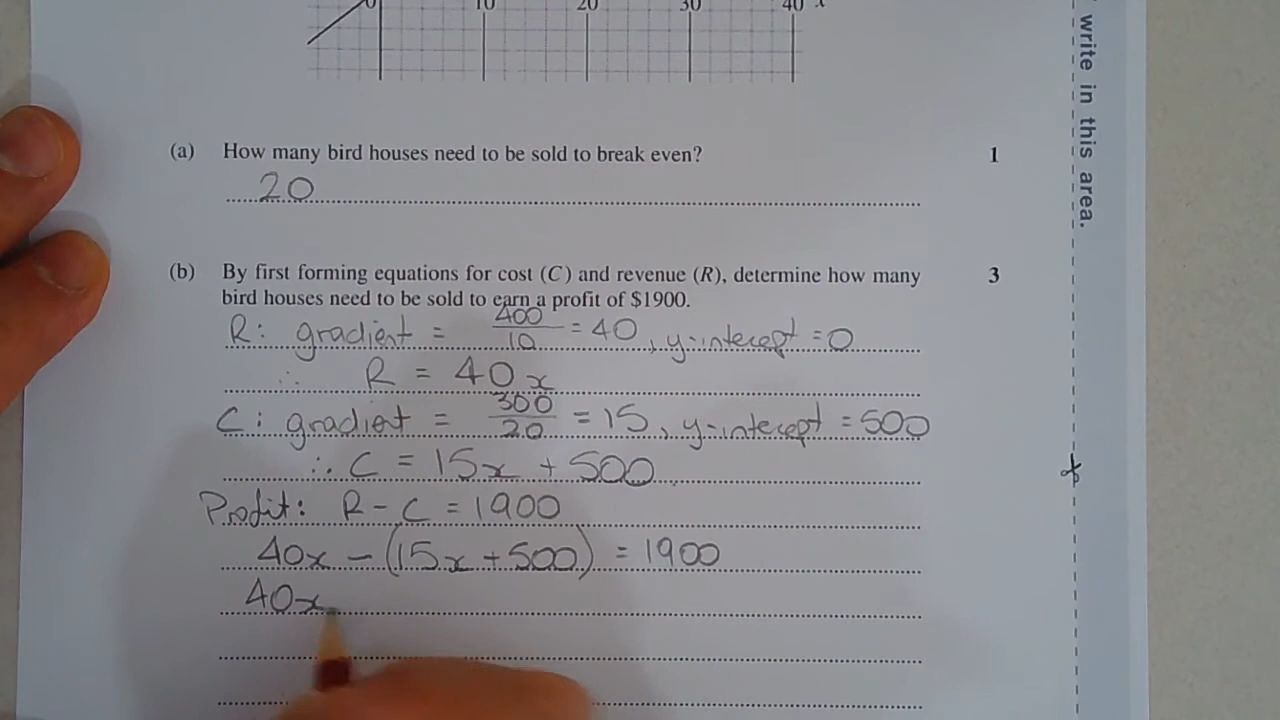 0 10 20 30 40 x
(a) How many bird houses need to be sold to break even? 1
20
(b) By first forming equations for cost (C) and revenue (R), determine how many 3
bird houses need to be sold to earn a profit of $1900.
R: gradient = 400/10 = 40, y-intercept = 0
∴ R = 40x
C: gradient = 300/20 = 15, y-intercept = 500
∴ C = 15x + 500
Profit: R - C = 1900
40x - (15x + 500) = 1900
40x
write in this area.